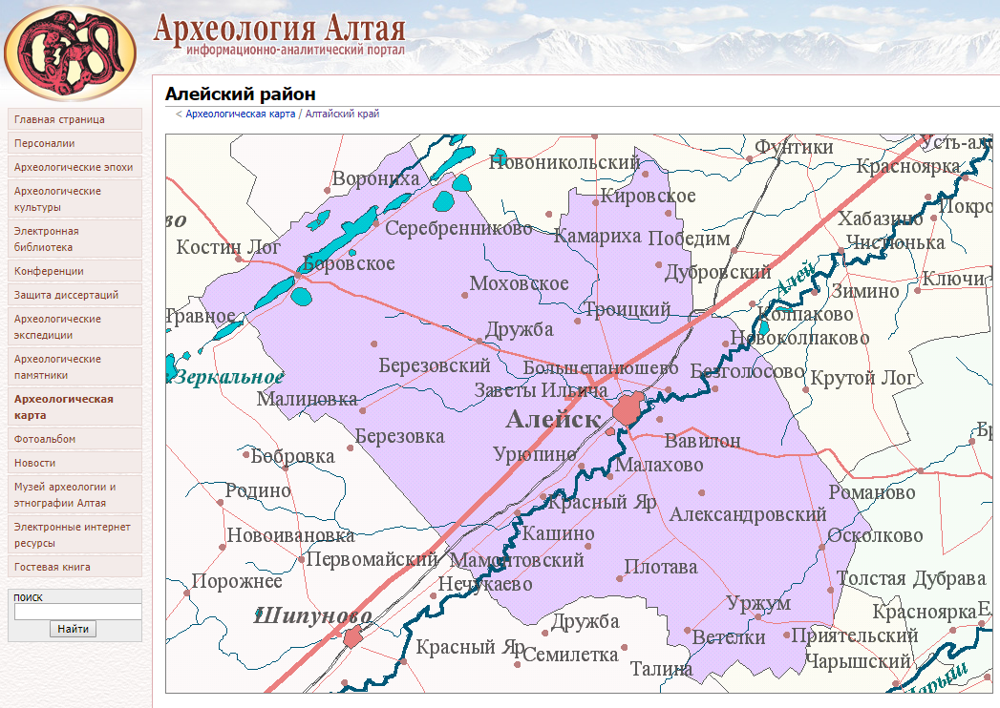 Археология Алтая
информационно-аналитический портал
Главная страница
Персоналии
Археологические эпохи
Археологические
культуры
Электронная
библиотека
Конференции
Защита диссертаций
Археологические
экспедиции
Археологические
памятники
Археологическая
карта
Фотоальбом
Новости
Музей археологии и
этнографии Алтая
Электронные интернет
ресурсы
Гостевая книга
поиск
Найти
Алейский район
< Археологическая карта / Алтайский край
Фунтики
Усть-але
Новоникольский
Красноярка
Ворониха
Кировское
Покро
во
Хабазино
Серебренниково
Камариха
Победим
Чистюнька
Костин Лог
Боровское
Дубровский
Алей
Ключи
Моховское
Зимино
Травное
Троицкий
Колпаково
Дружба
Новоколпаково
Березовский
Большепанюшево
Безголосово
Зеркальное
Крутой Лог
Малиновка
Заветы Ильича
Алейск
Березовка
Вавилон
Бобровка
Урюпино
Малахово
Родино
Красный Яр
Романово
Александровский
Новоивановка
Кашино
Осколково
Первомайский
Мамонтовский
Плотава
Порожнее
Нечукаево
Толстая Дубрава
Шипуново
Уржум
Красноярка
Дружба
Ветелки
Приятельский
Красный Яр
Семилетка
Чарышский
Талина
Чарыш